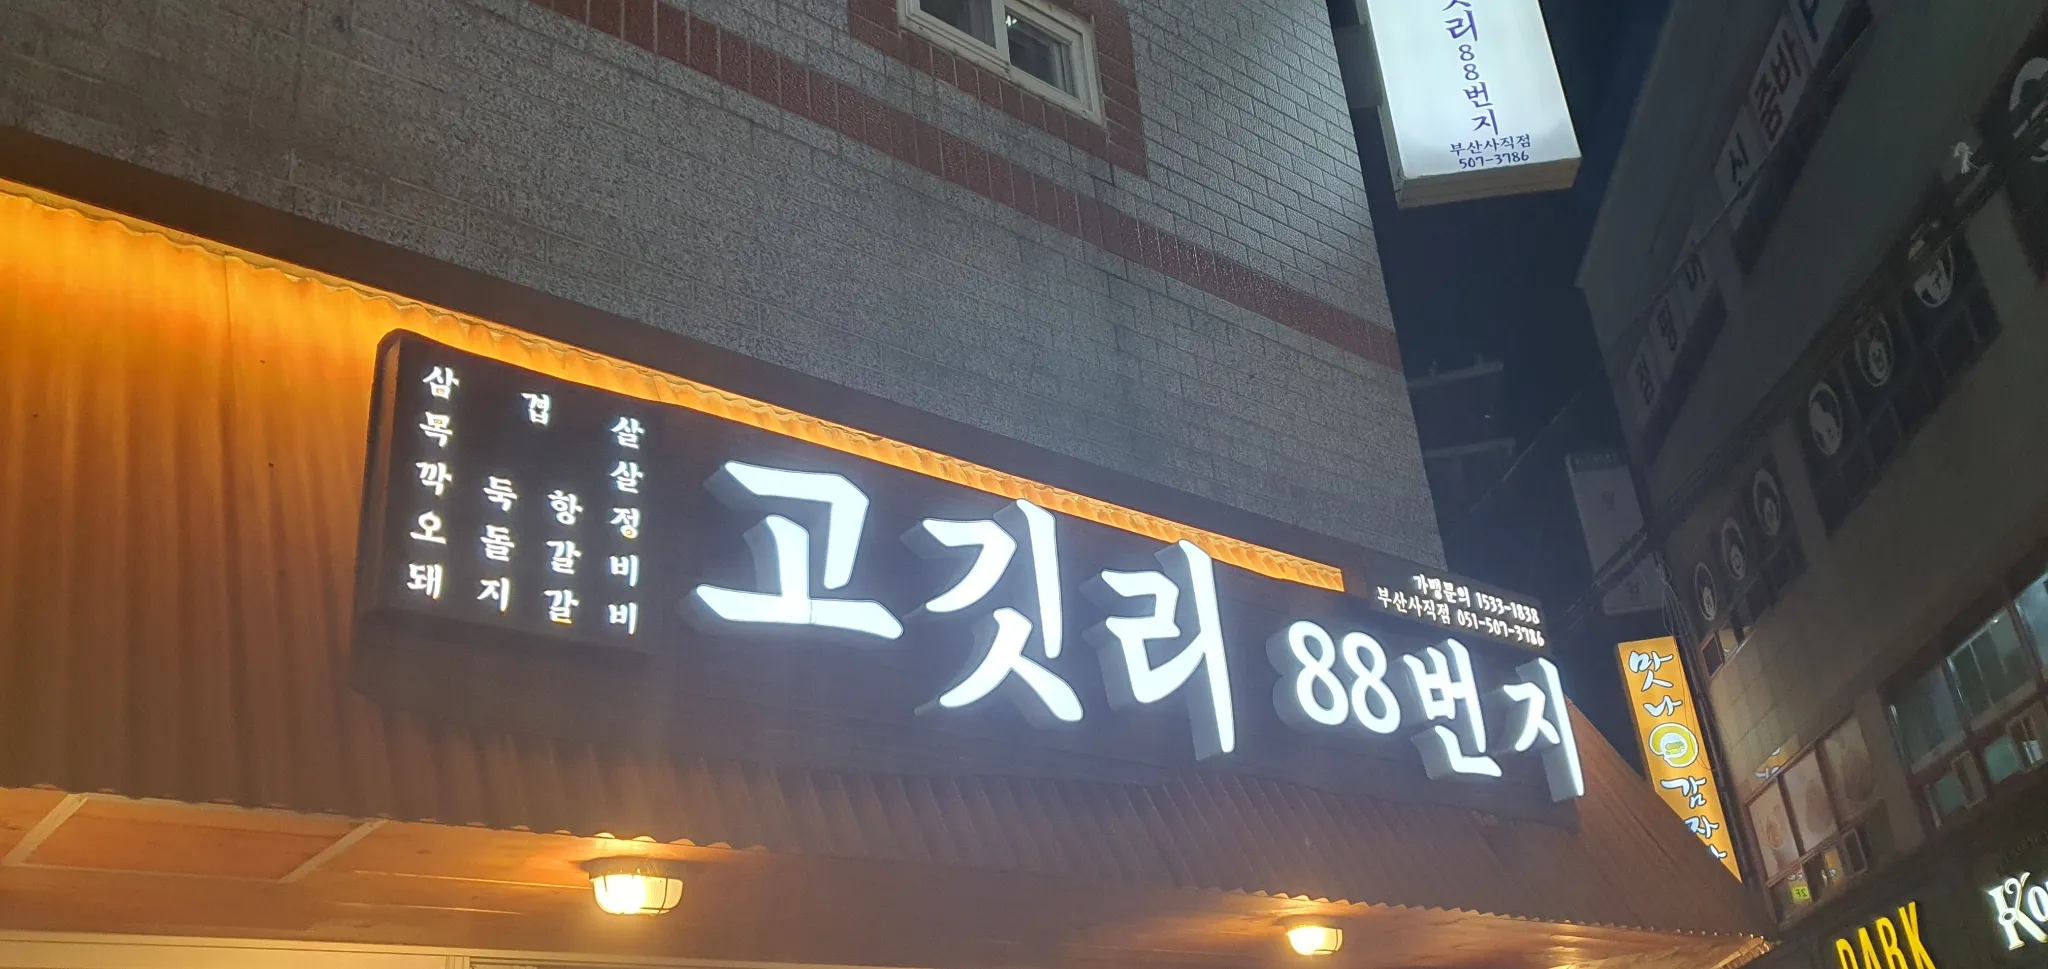 리88번지
부산사직점
507-3786
삼 겹 살
목 살
깍 둑 항 정
오 돌 갈 비
돼 지 갈 비
고깃리 88번지
가맹문의 1533-1838
부산사직점 051-507-3786
맛나감자
PARK